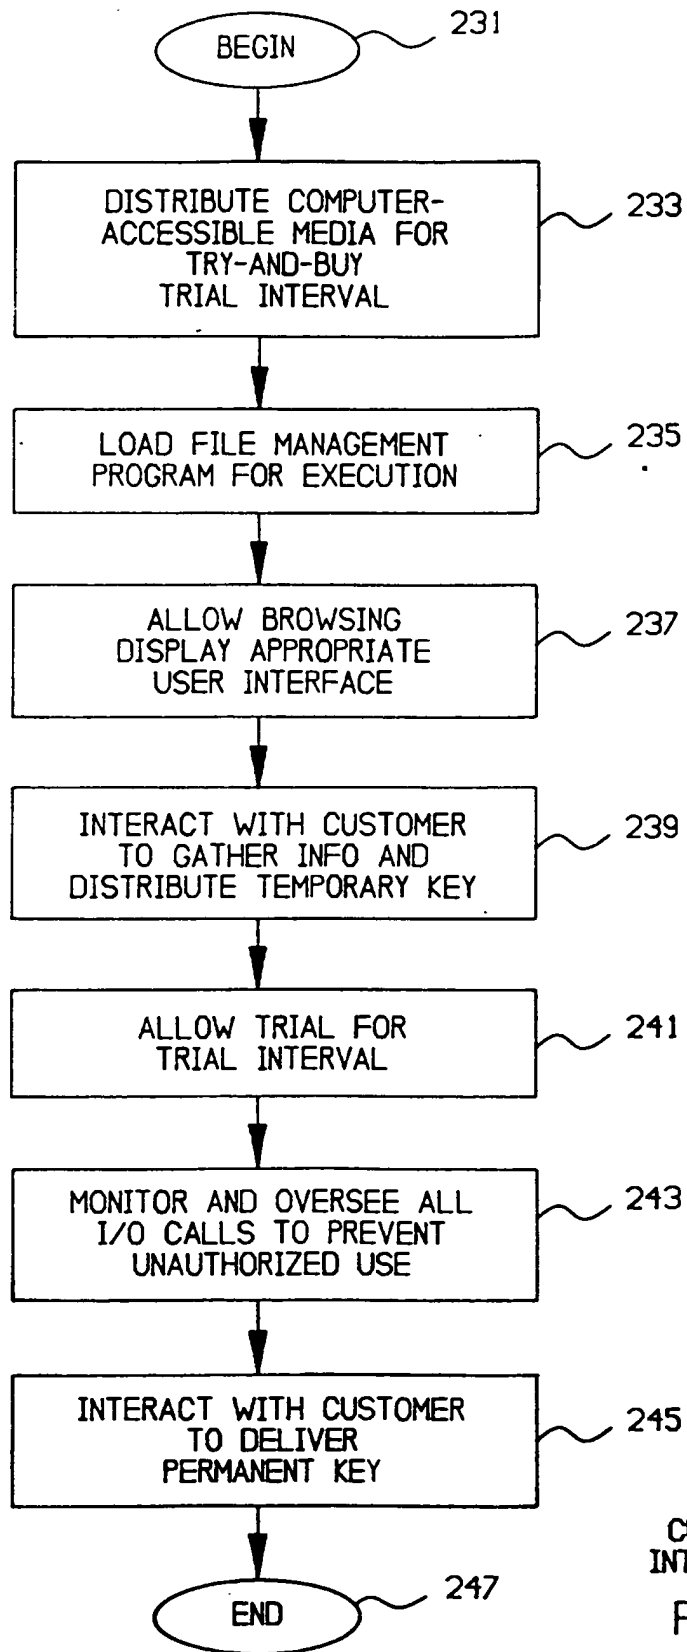 BEGIN
231
DISTRIBUTE COMPUTER-
ACCESSIBLE MEDIA FOR
TRY-AND-BUY
TRIAL INTERVAL
233
LOAD FILE MANAGEMENT
PROGRAM FOR EXECUTION
235
ALLOW BROWSING
DISPLAY APPROPRIATE
USER INTERFACE
237
INTERACT WITH CUSTOMER
TO GATHER INFO AND
DISTRIBUTE TEMPORARY KEY
239
ALLOW TRIAL FOR
TRIAL INTERVAL
241
MONITOR AND OVERSEE ALL
I/O CALLS TO PREVENT
UNAUTHORIZED USE
243
INTERACT WITH CUSTOMER
TO DELIVER
PERMANENT KEY
245
END
247